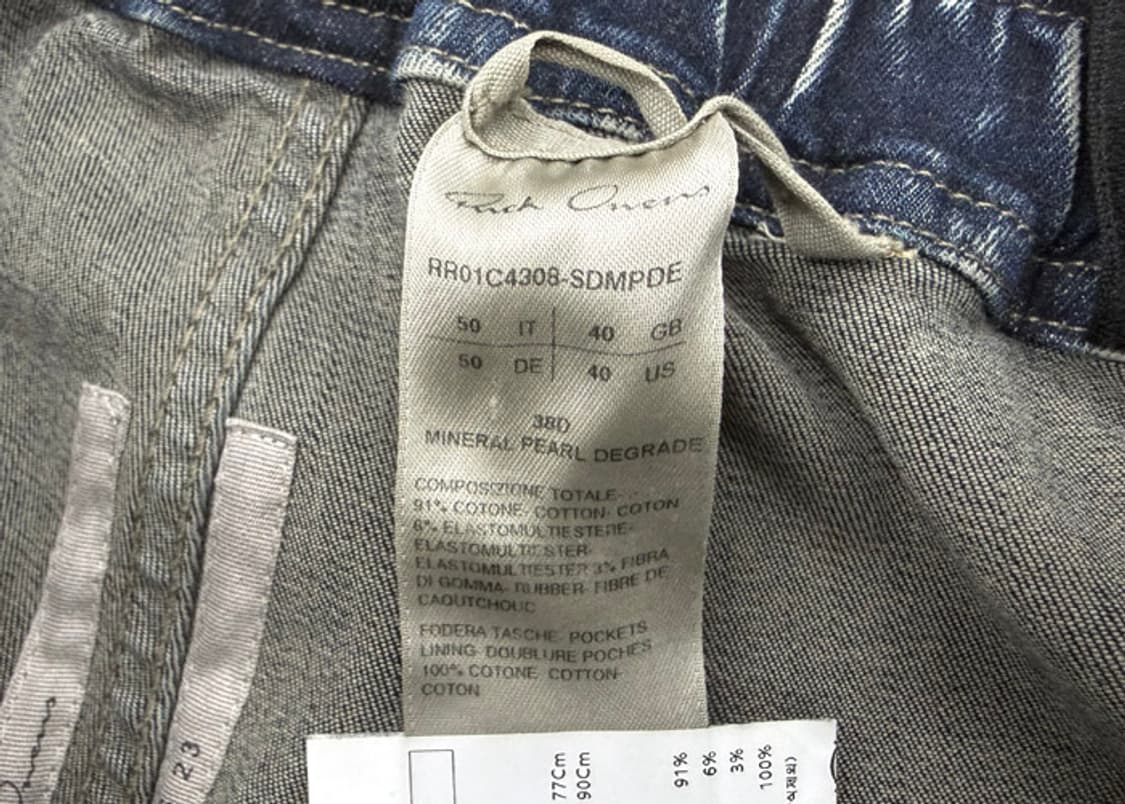 Rick Owens
RR01C4308-SDMPDE
50 IT 40 GB
50 DE 40 US
38D
MINERAL PEARL DEGRADE
COMPOSIZIONE TOTALE-
91% COTONE- COTTON- COTON
6% ELASTOMULTIESTERE-
ELASTOMULTIESTER-
ELASTOMULTIESTER 3% FIBRA
DI GOMMA- RUBBER- FIBRE DE
CAOUTCHOUC
FODERA TASCHE- POCKETS
LINING- DOUBLURE POCHES
100% COTONE- COTTON-
COTON
Owens
23
77Cm
90Cm
91%
6%
3%
100%